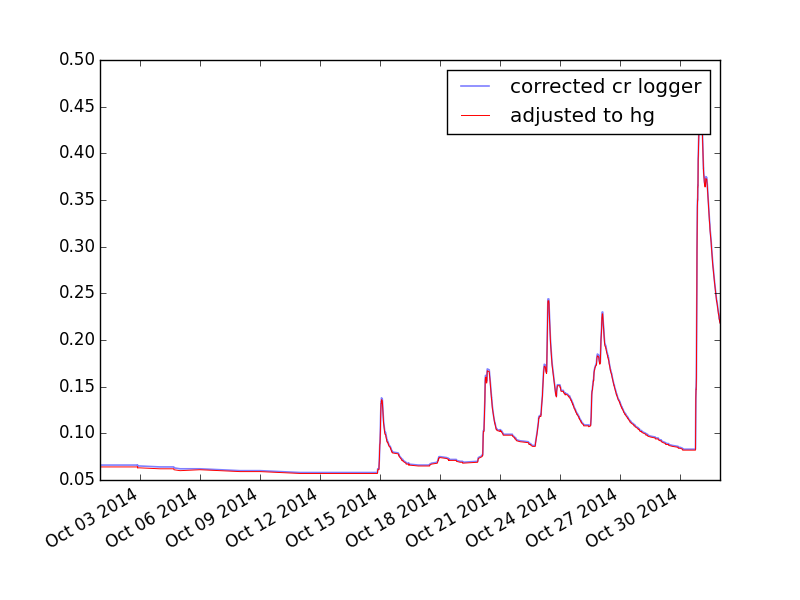 0.50
0.45
0.40
0.35
0.30
0.25
0.20
0.15
0.10
0.05
corrected cr logger
adjusted to hg
Oct 03 2014
Oct 06 2014
Oct 09 2014
Oct 12 2014
Oct 15 2014
Oct 18 2014
Oct 21 2014
Oct 24 2014
Oct 27 2014
Oct 30 2014